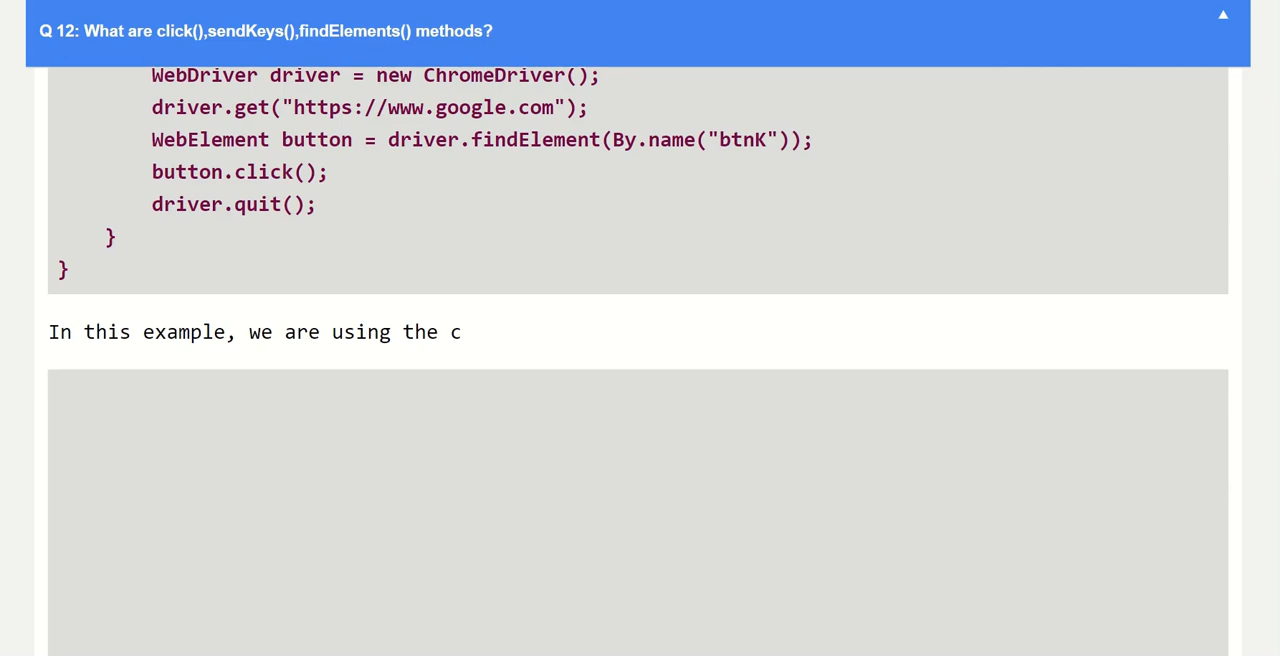 Q 12: What are click(),sendKeys(),findElements() methods?
WebDriver driver = new ChromeDriver();
driver.get("https://www.google.com");
WebElement button = driver.findElement(By.name("btnK"));
button.click();
driver.quit();
}
}
In this example, we are using the c